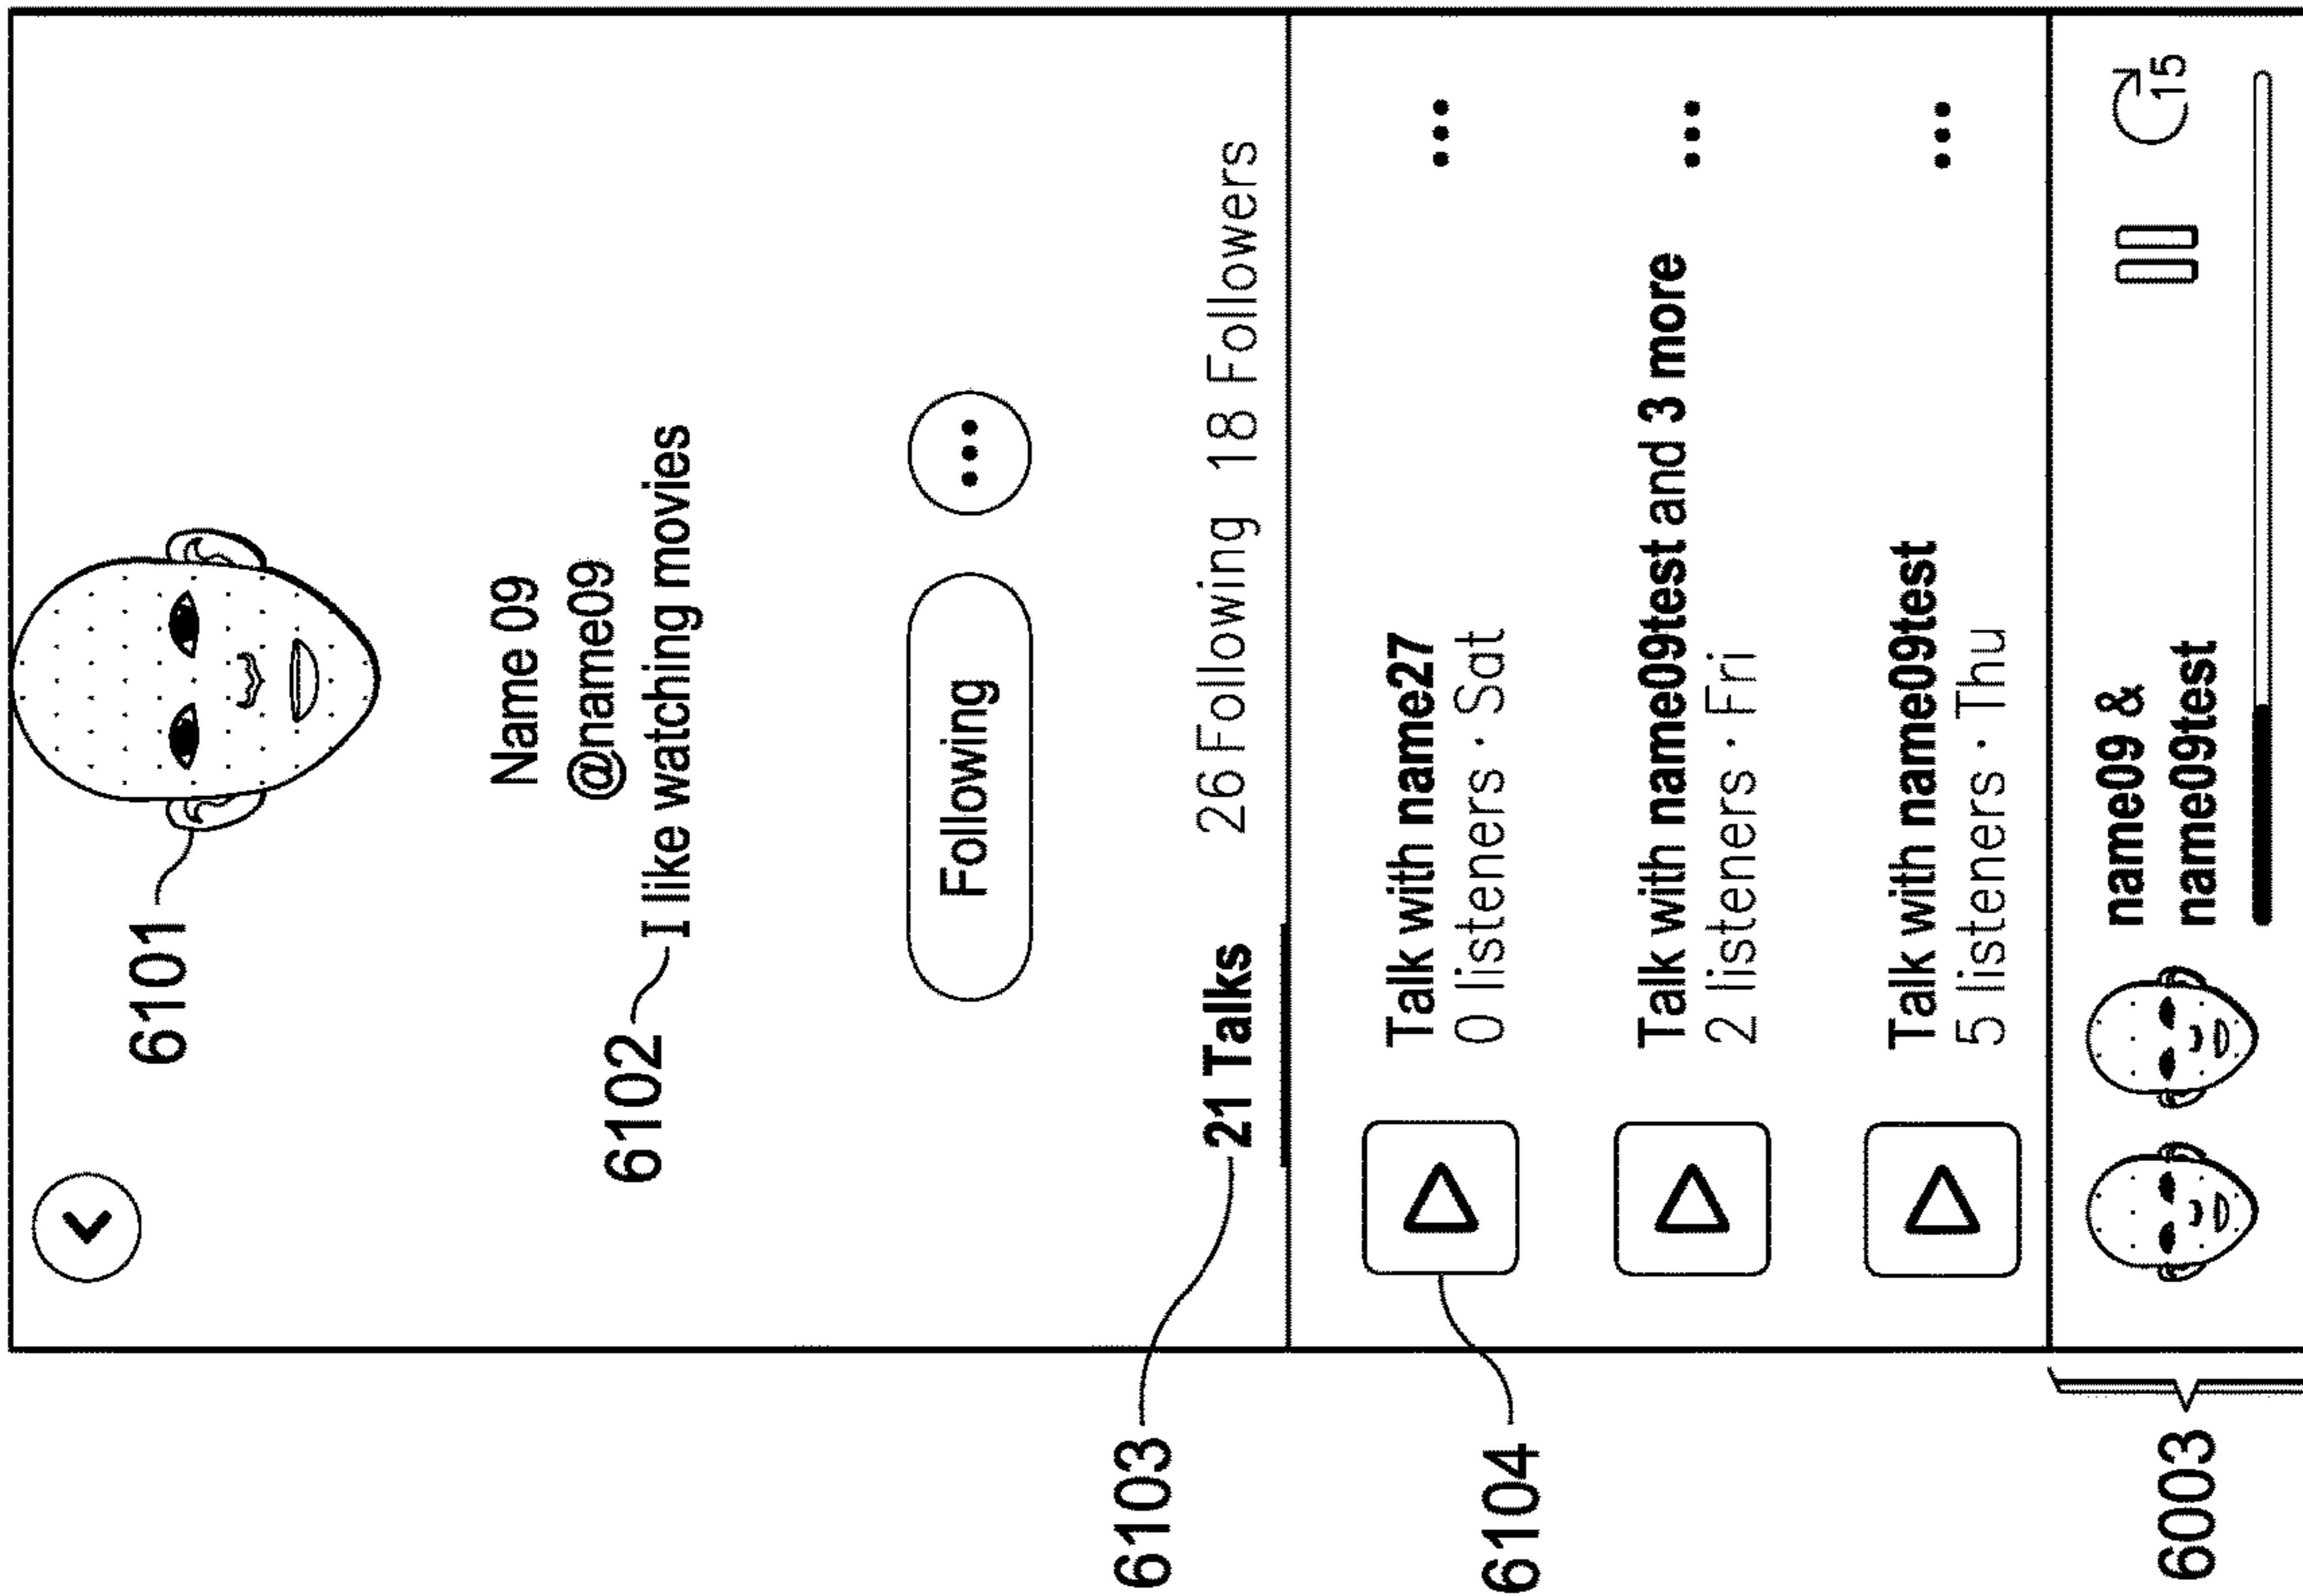 6101
Name 09
@name09
6102
I like watching movies
Following
6103
21 Talks 26 Following 18 Followers
6104
Talk with name27
0 listeners · Sat
Talk with name09test and 3 more
2 listeners · Fri
Talk with name09test
5 listeners · Thu
6003
name09 &
name09test
15